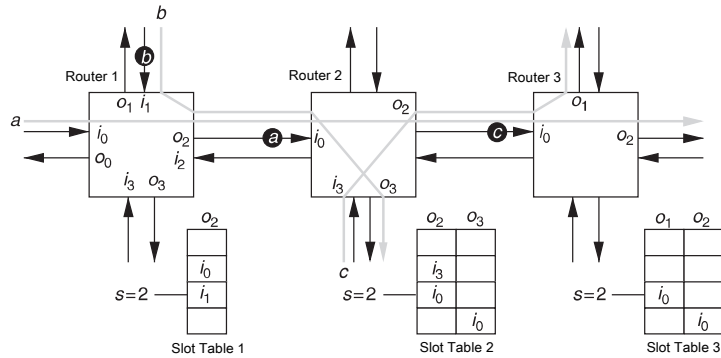 b
b
Router 1
Router 2
Router 3
o1 i1
o2
o1
a
i0
o2
a
i0
c
i0
o2
o0
i2
i3 o3
i3
o3
o2
o2 o3
o1 o2
c
i0
i3
s=2
i1
s=2
i0
s=2
i0
i0
i0
Slot Table 1
Slot Table 2
Slot Table 3